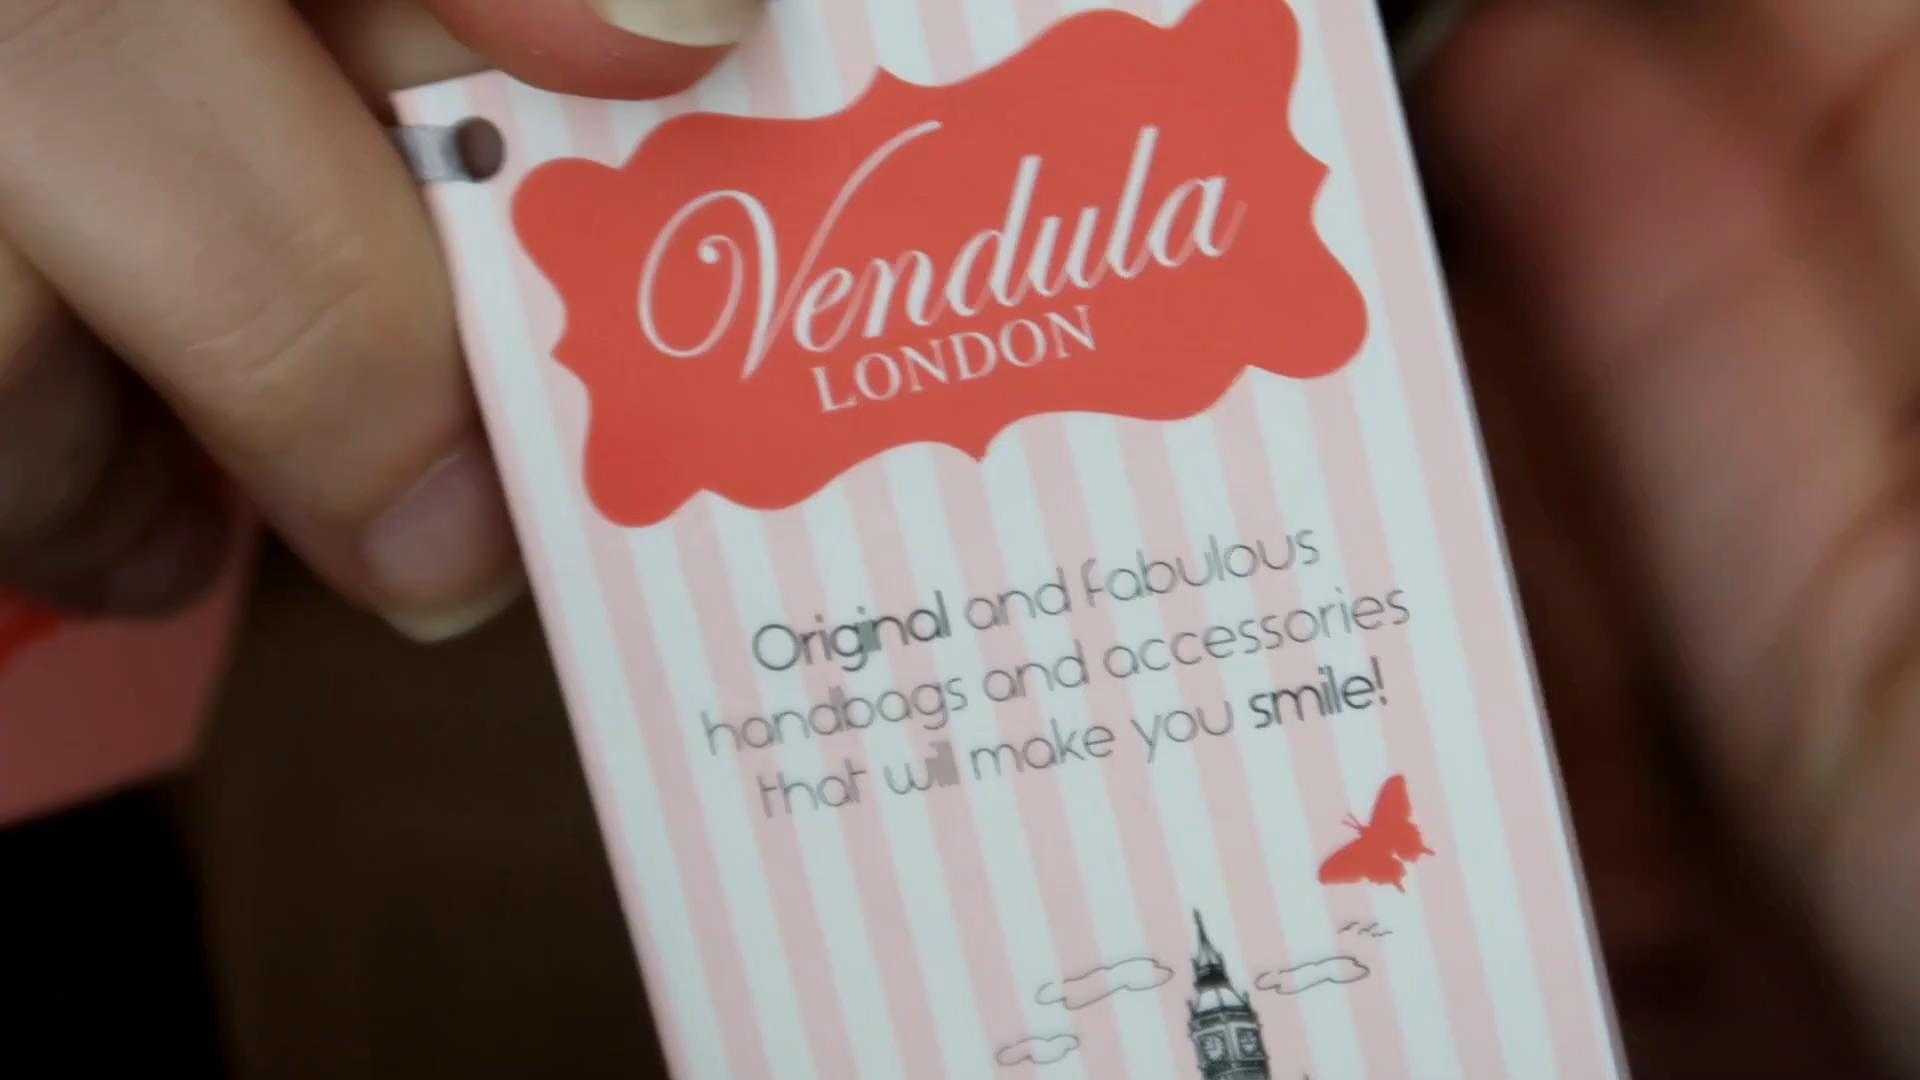 Vendula
LONDON
Original and fabulous
handbags and accessories
that will make you smile!